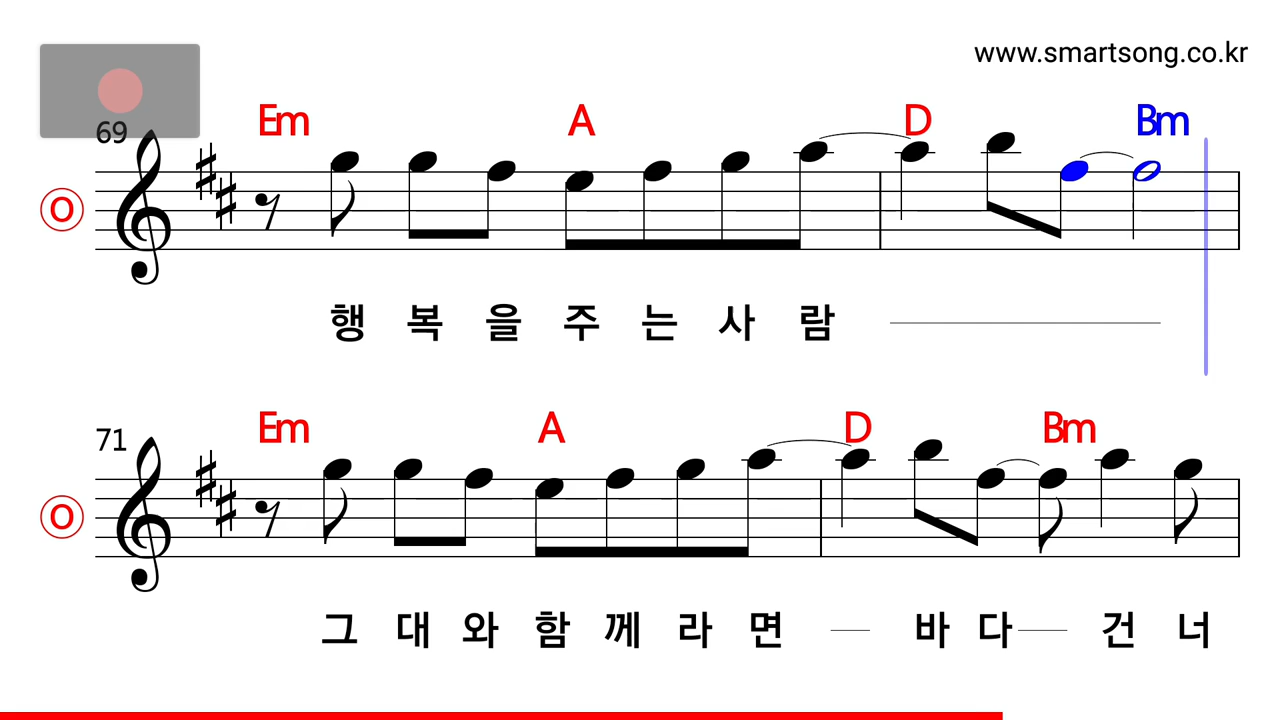 www.smartsong.co.kr
Em A D Bm
69
O
행 복 을 주 는 사 람
Em A D Bm
71
O
그 대 와 함 께 라 면 바 다 건 너